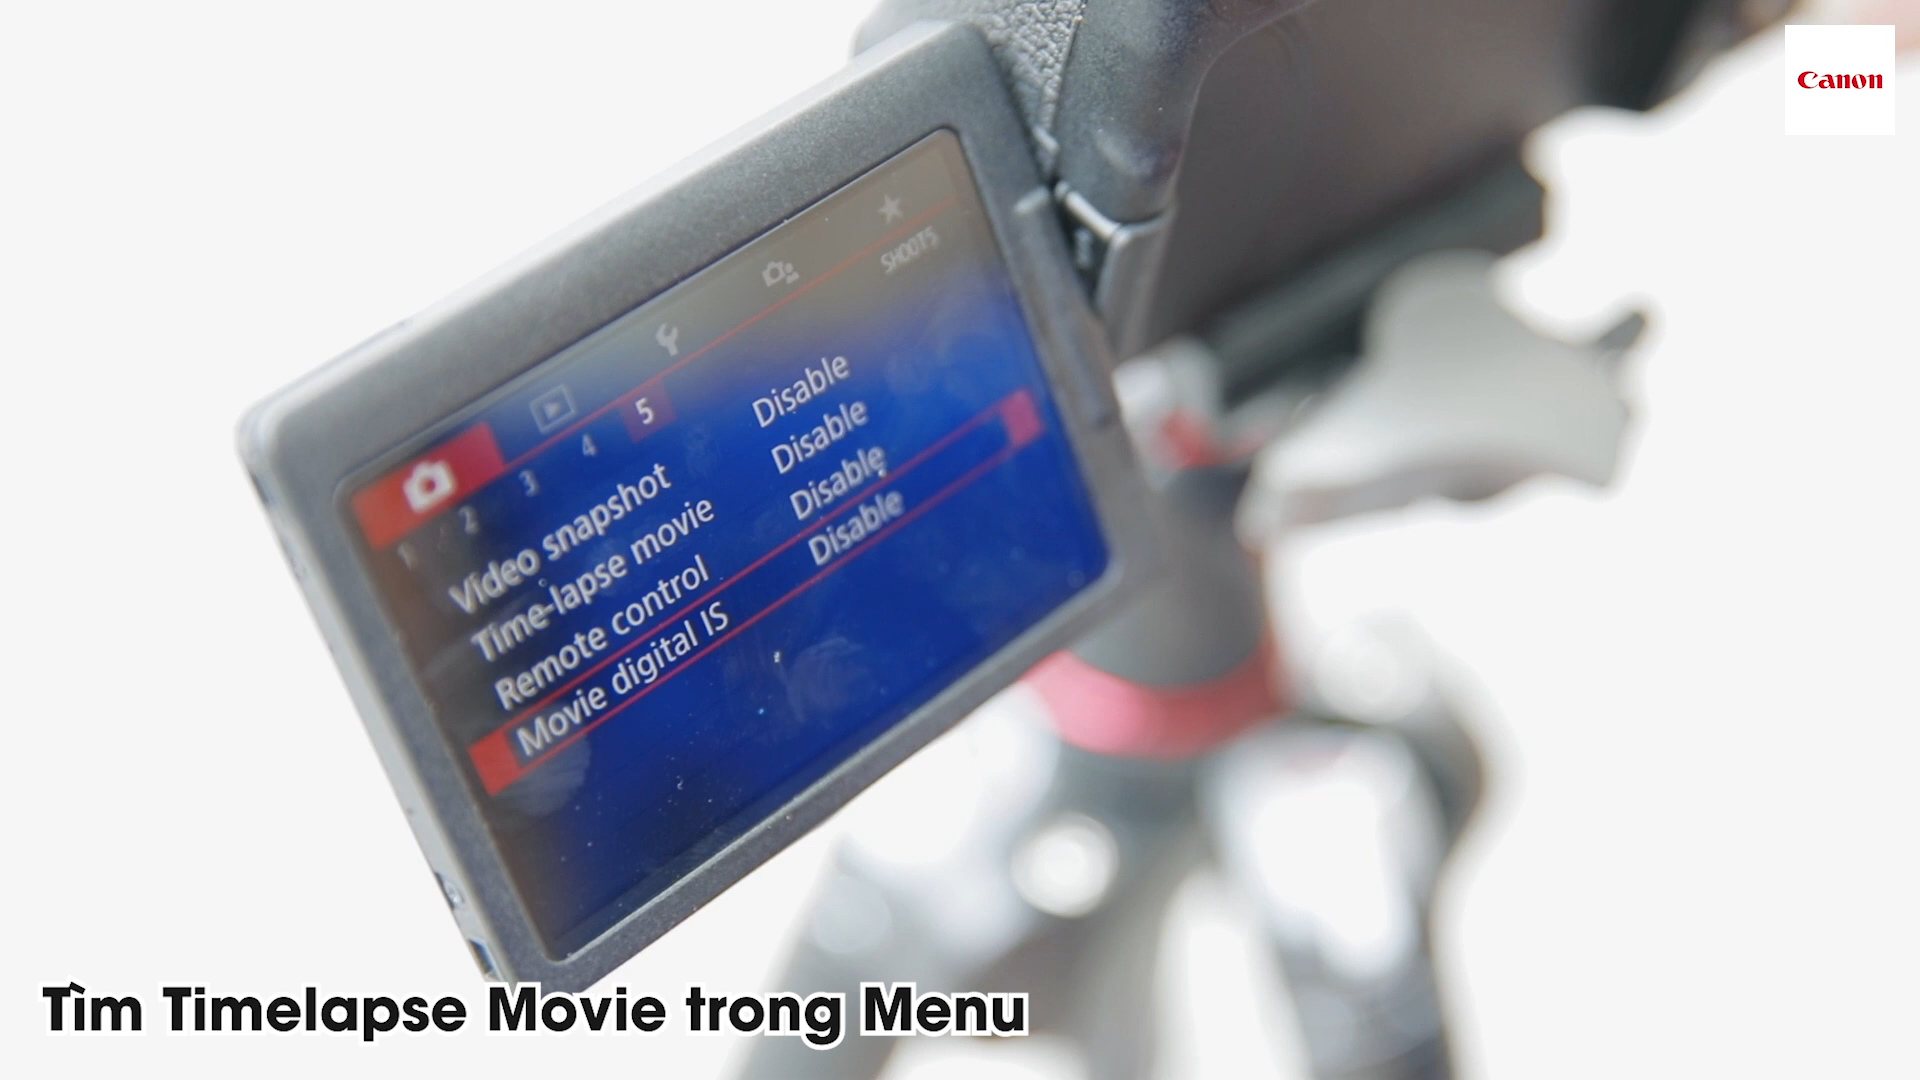 Canon
SHOOT5
1 2 3 4 5
Video snapshot Disable
Time-lapse movie Disable
Remote control Disable
Movie digital IS Disable
Tìm Timelapse Movie trong Menu